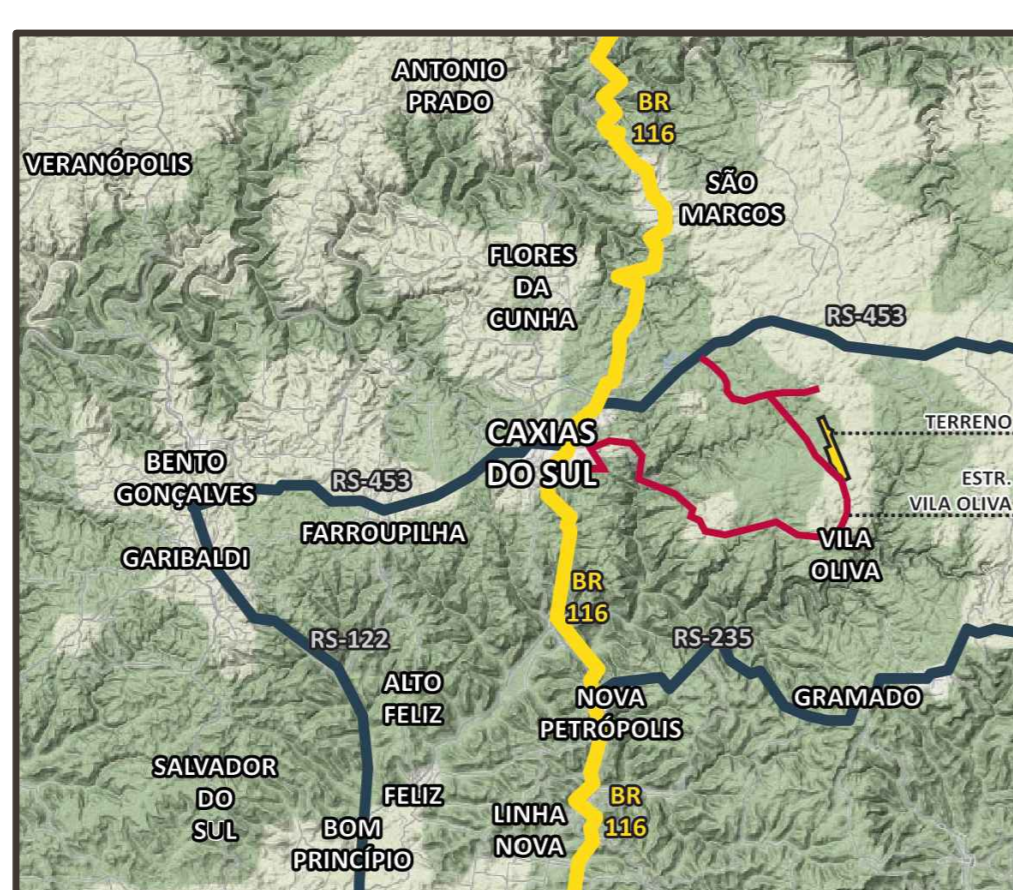 ANTONIO
PRADO
BR
116
VERANÓPOLIS
SÃO
MARCOS
FLORES
DA
CUNHA
RS-453
CAXIAS
DO SUL
TERRENO
BENTO
GONÇALVES
RS-453
ESTR.
VILA OLIVA
FARROUPILHA
VILA
OLIVA
GARIBALDI
BR
116
RS-122
RS-235
ALTO
FELIZ
NOVA
PETRÓPOLIS
GRAMADO
SALVADOR
DO
SUL
FELIZ
LINHA
NOVA
BR
116
BOM
PRINCÍPIO